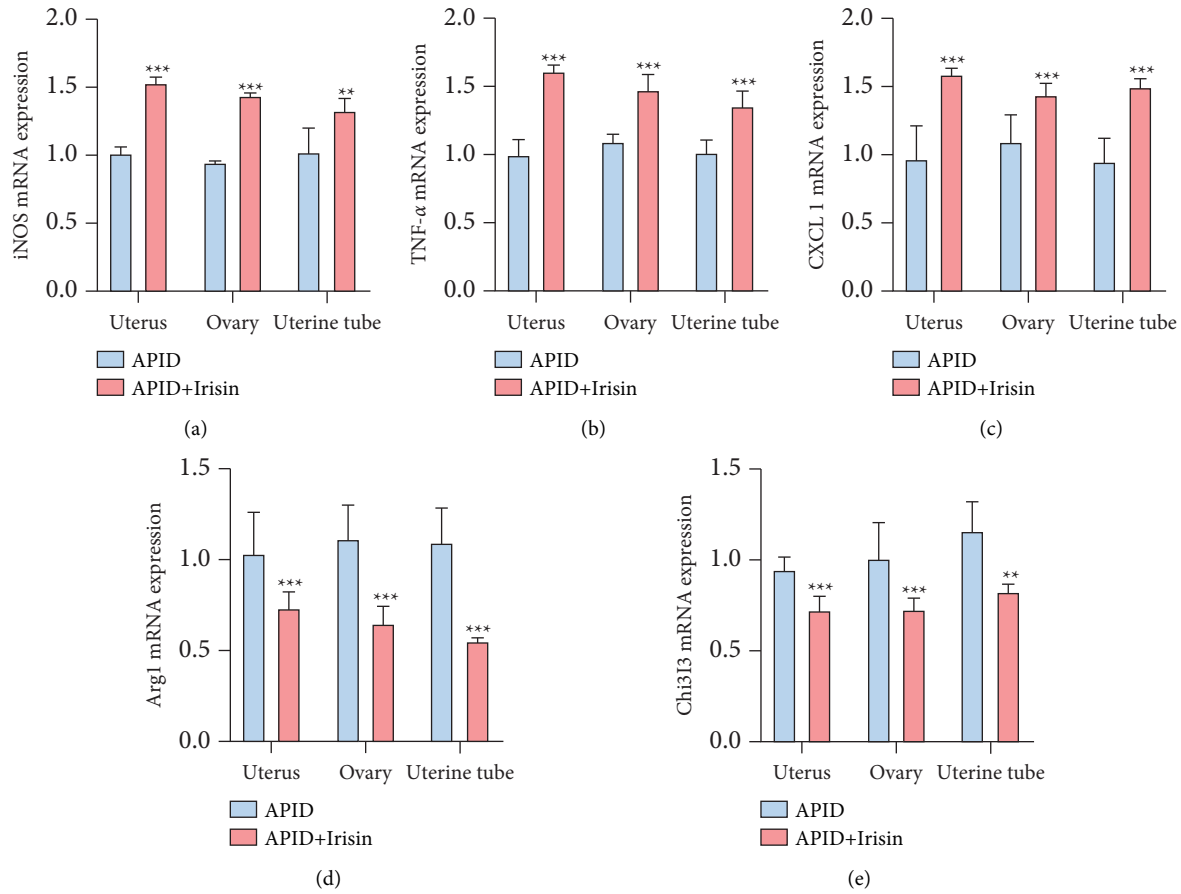 iNOS mRNA expression
2.0
1.5
1.0
0.5
0.0
***
***
**
Uterus Ovary Uterine tube
APID
APID+Irisin
(a)
TNF-α mRNA expression
2.0
1.5
1.0
0.5
0.0
***
***
***
Uterus Ovary Uterine tube
APID
APID+Irisin
(b)
CXCL 1 mRNA expression
2.0
1.5
1.0
0.5
0.0
***
***
***
Uterus Ovary Uterine tube
APID
APID+Irisin
(c)
Arg1 mRNA expression
1.5
1.0
0.5
0.0
***
***
***
Uterus Ovary Uterine tube
APID
APID+Irisin
(d)
Chi3I3 mRNA expression
1.5
1.0
0.5
0.0
***
***
**
Uterus Ovary Uterine tube
APID
APID+Irisin
(e)